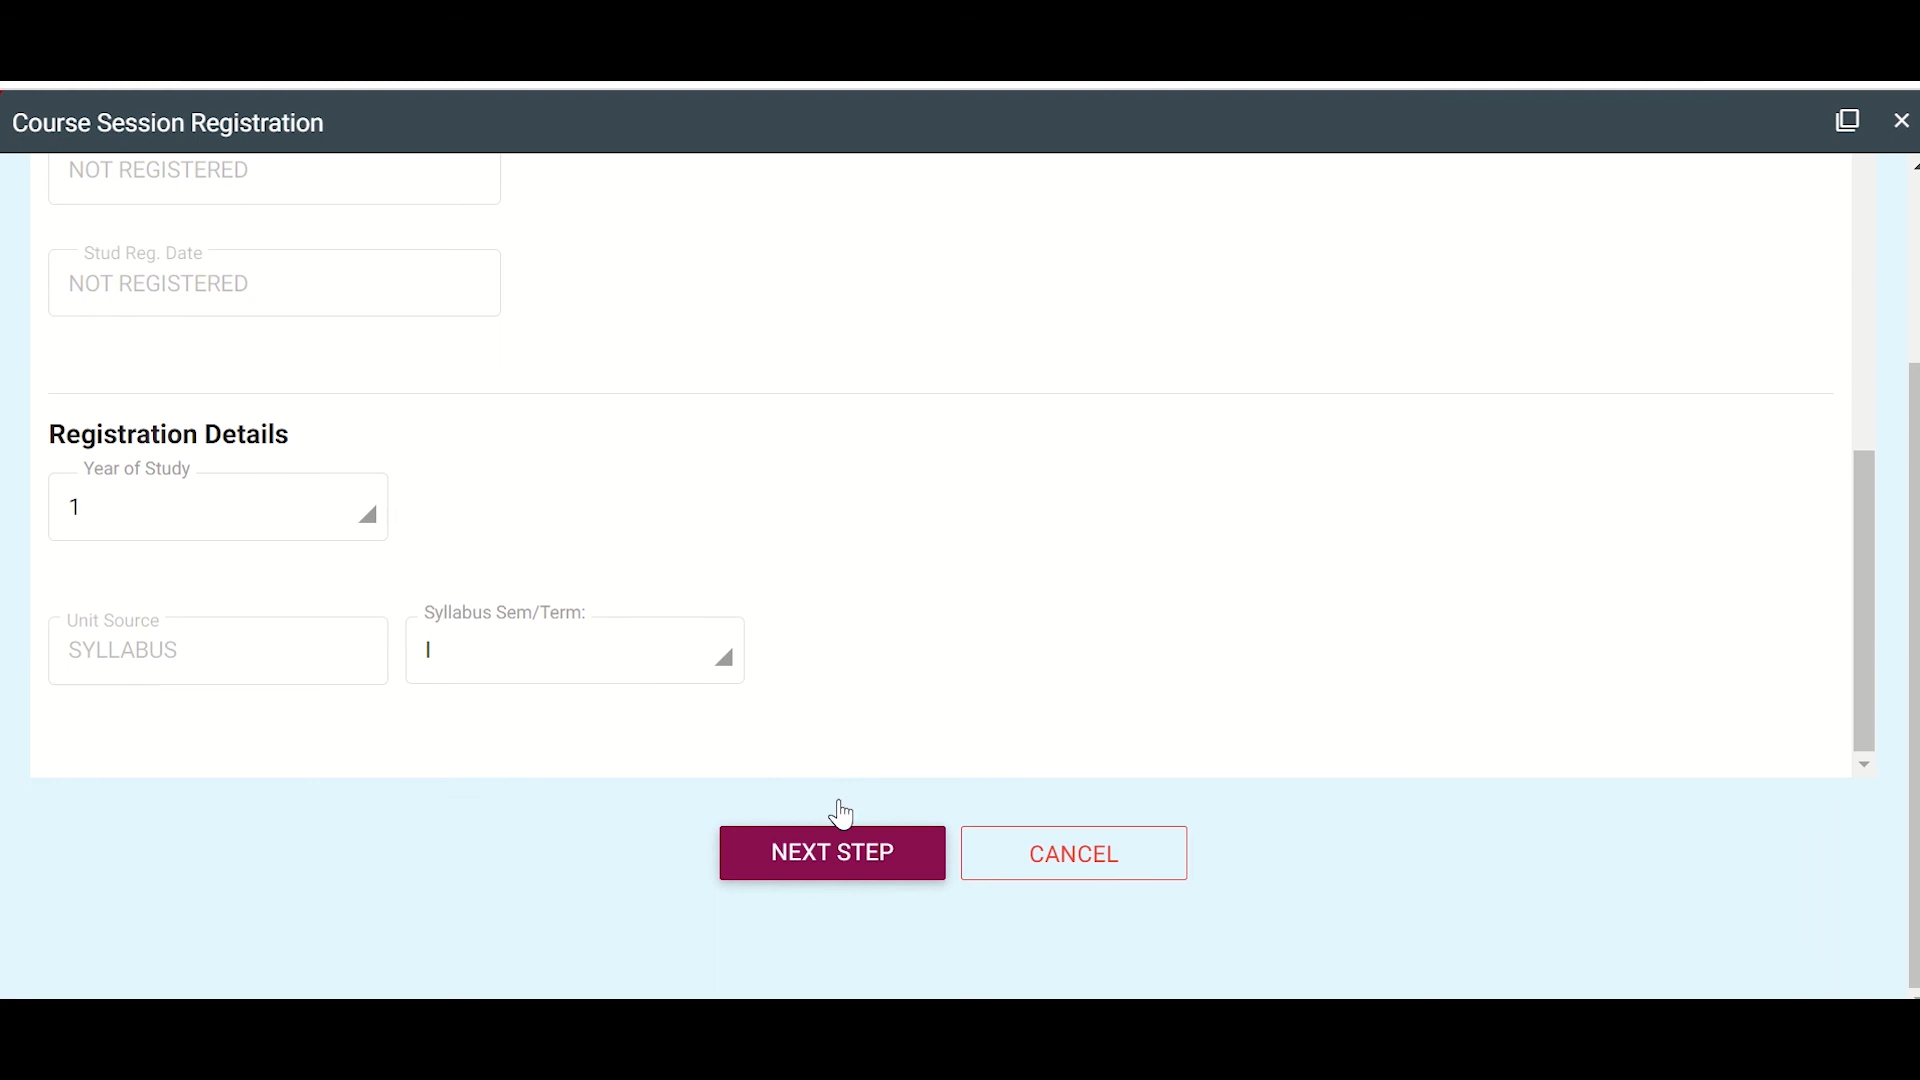 Course Session Registration
NOT REGISTERED
Stud Reg. Date
NOT REGISTERED
Registration Details
Year of Study
1
Unit Source
SYLLABUS
Syllabus Sem/Term:
I
NEXT STEP
CANCEL